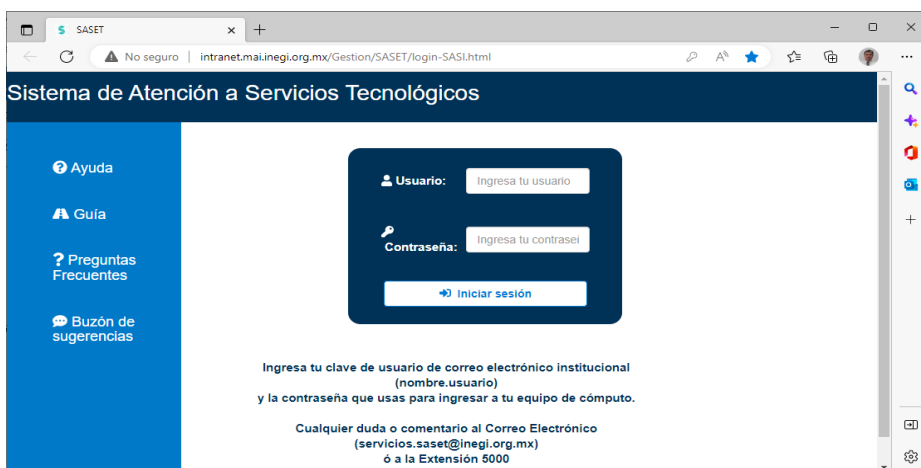 SASET
No seguro intranet.mai.inegi.org.mx/Gestion/SASET/login-SASI.html
Sistema de Atención a Servicios Tecnológicos
Ayuda
Guía
Preguntas
Frecuentes
Buzón de
sugerencias
Usuario: Ingresa tu usuario
Contraseña: Ingresa tu contraseñ
Iniciar sesión
Ingresa tu clave de usuario de correo electrónico institucional
(nombre.usuario)
y la contraseña que usas para ingresar a tu equipo de cómputo.
Cualquier duda o comentario al Correo Electrónico
(servicios.saset@inegi.org.mx)
ó a la Extensión 5000